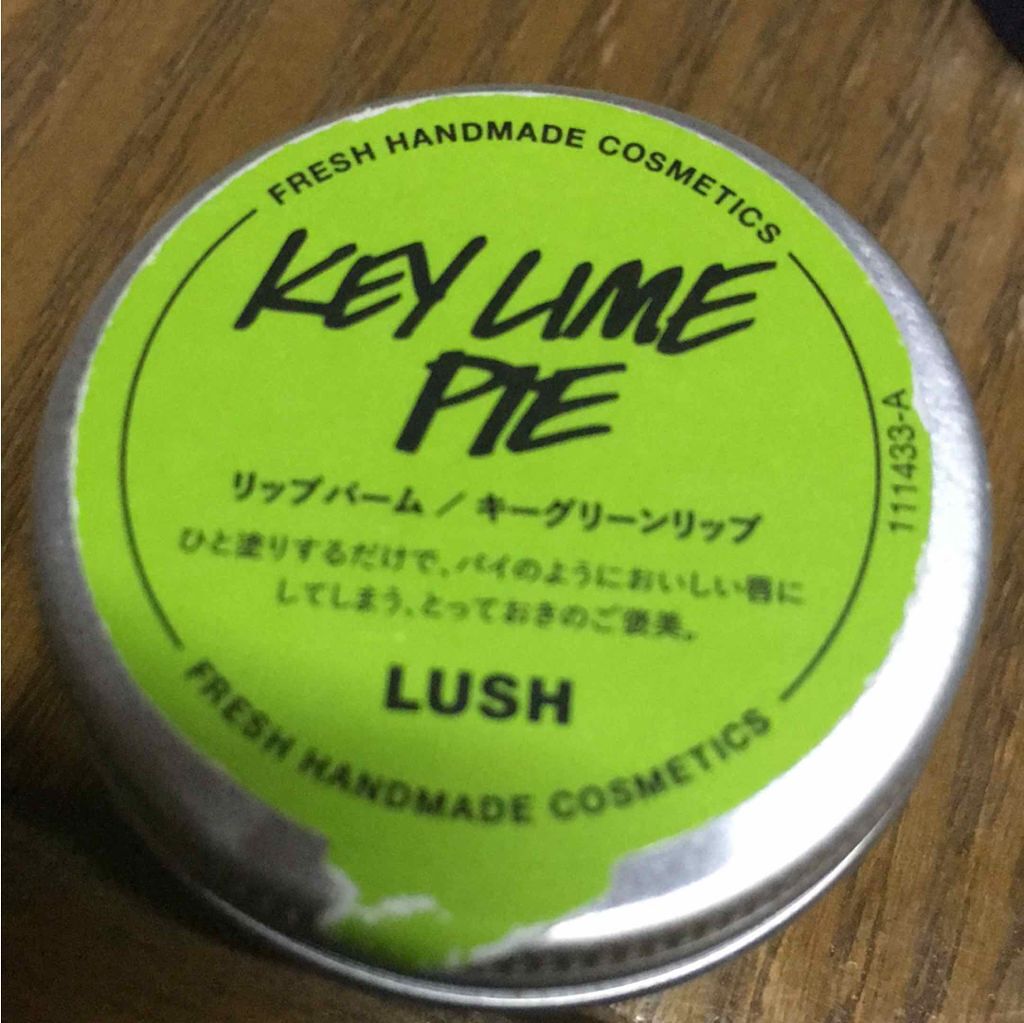 FRESH HANDMADE COSMETICS
KEY LIME
PIE
リップバーム / キーグリーンリップ
ひと塗りするだけで、パイのようにおいしい唇に
してしまう、とっておきのご褒美。
LUSH
FRESH HANDMADE COSMETICS
111433-A